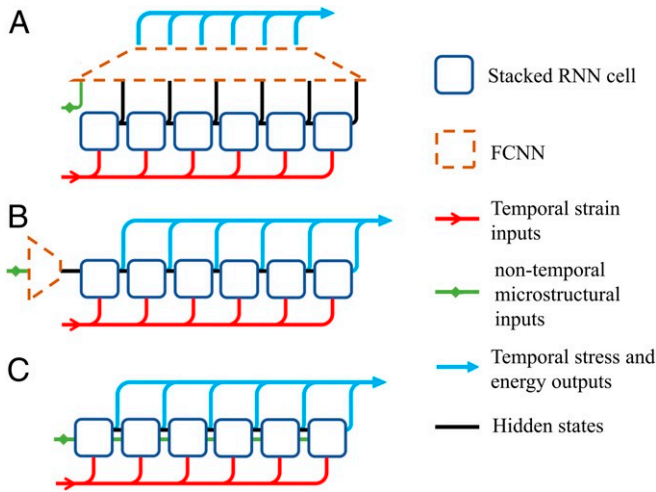 A
B
C
Stacked RNN cell
FCNN
Temporal strain
inputs
non-temporal
microstructural
inputs
Temporal stress and
energy outputs
Hidden states